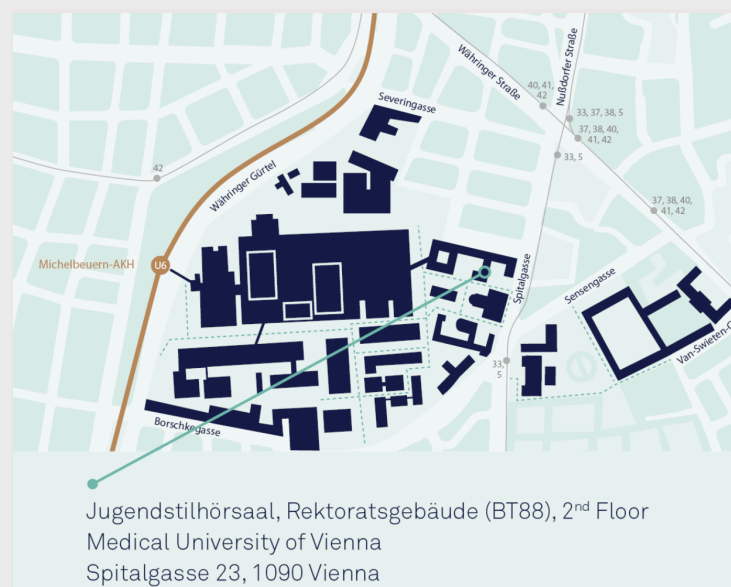 Währinger Straße
Nußdorfer Straße
40, 41,
42
33, 37, 38, 5
37, 38, 40,
41, 42
33, 5
Severingasse
42
Währinger Gürtel
37, 38, 40,
41, 42
Michelbeuern-AKH
U6
Spitalgasse
Sensengasse
Van-Swieten-G
33,
5
Borschkegasse
Jugendstilhörsaal, Rektoratsgebäude (BT88), 2nd Floor
Medical University of Vienna
Spitalgasse 23, 1090 Vienna